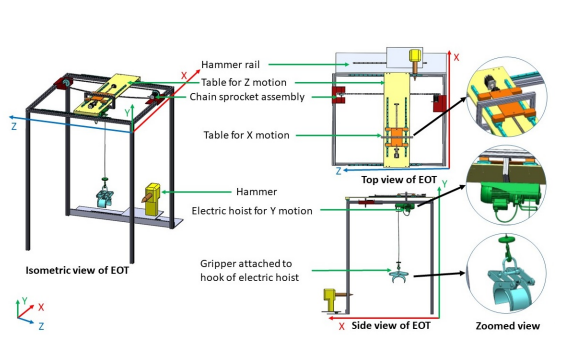 Hammer rail
X
Table for Z motion
Chain sprocket assembly
Y
Z
Table for X motion
Hammer
Electric hoist for Y motion
Gripper attached to
hook of electric hoist
Isometric view of EOT
Y
X
Z
X
Z
Top view of EOT
Y
X
Side view of EOT
Zoomed view